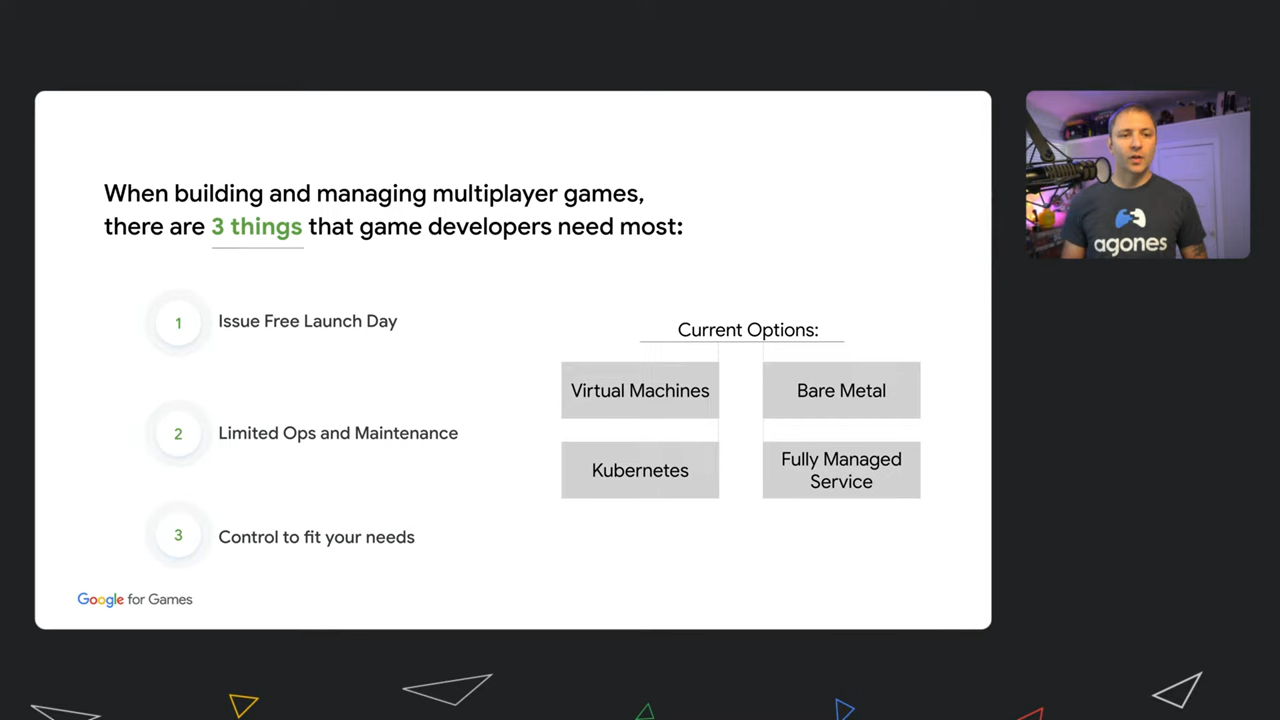 When building and managing multiplayer games,
there are 3 things that game developers need most:
1
Issue Free Launch Day
2
Limited Ops and Maintenance
3
Control to fit your needs
Current Options:
Virtual Machines
Bare Metal
Kubernetes
Fully Managed
Service
Google for Games
agones